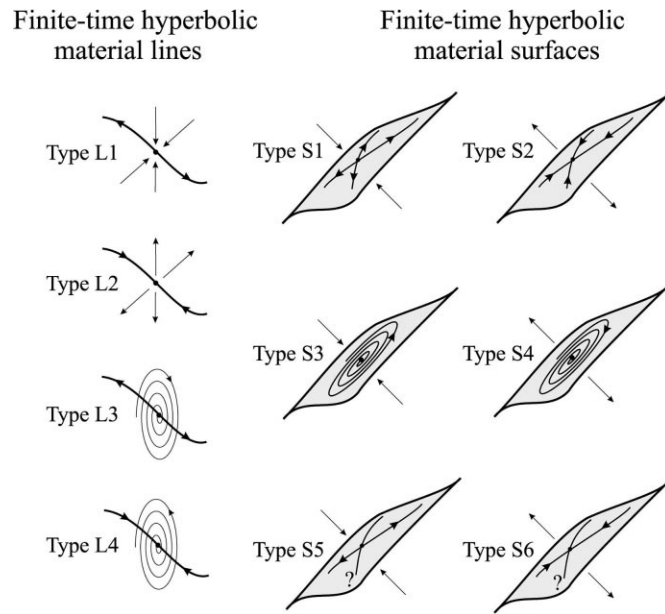 Finite-time hyperbolic
material lines
Finite-time hyperbolic
material surfaces
Type L1
Type S1
Type S2
Type L2
Type S3
Type S4
Type L3
Type L4
Type S5
?
Type S6
?